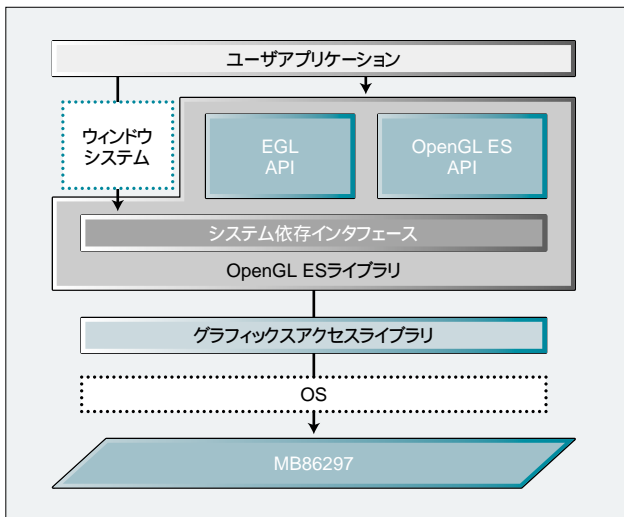 ユーザアプリケーション
ウィンドウ
システム
EGL
API
OpenGL ES
API
システム依存インタフェース
OpenGL ESライブラリ
グラフィックスアクセスライブラリ
OS
MB86297